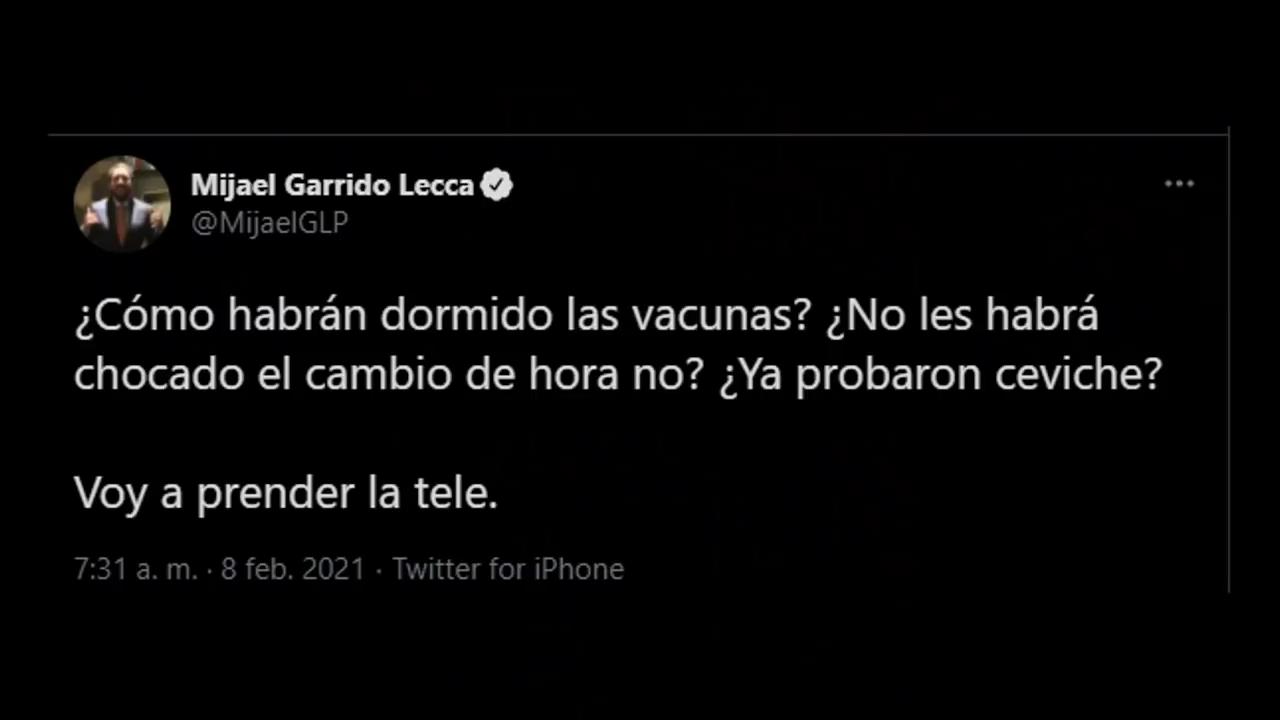 Mijael Garrido Lecca
@MijaelGLP
¿Cómo habrán dormido las vacunas? ¿No les habrá
chocado el cambio de hora no? ¿Ya probaron ceviche?
Voy a prender la tele.
7:31 a. m. · 8 feb. 2021 · Twitter for iPhone